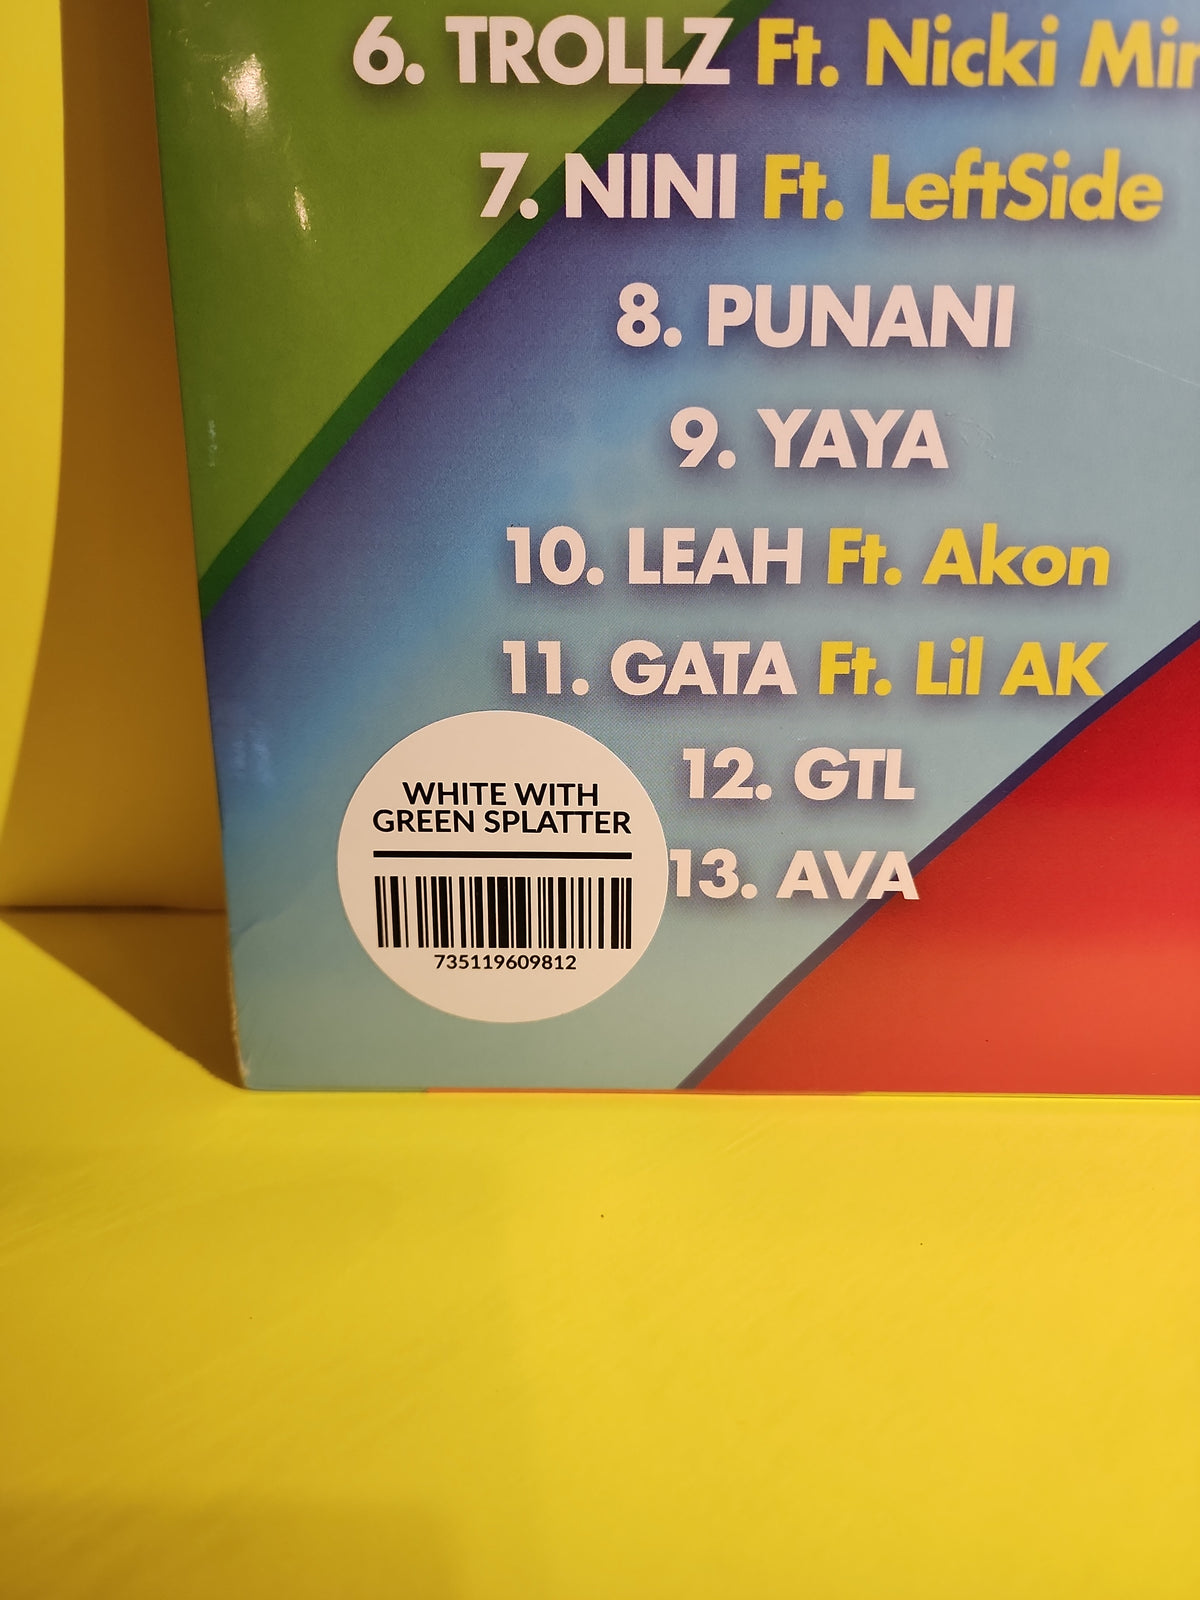 6. TROLLZ Ft. Nicki Min
7. NINI Ft. LeftSide
8. PUNANI
9. YAYA
10. LEAH Ft. Akon
11. GATA Ft. Lil AK
12. GTL
13. AVA
WHITE WITH
GREEN SPLATTER
735119609812